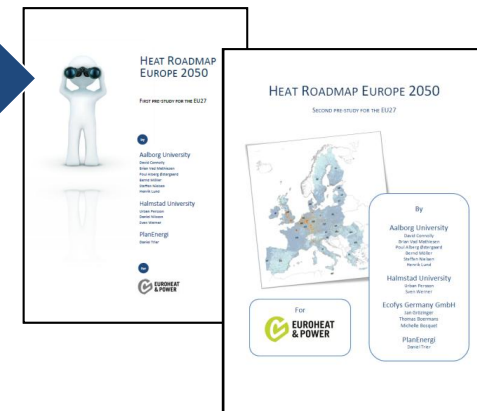 HEAT ROADMAP
EUROPE 2050
FIRST PRE-STUDY FOR THE EU27
by
Aalborg University
David Connolly
Brian Vad Mathiesen
Poul Alberg Østergaard
Bernd Möller
Steffen Nielsen
Henrik Lund
Halmstad University
Urban Persson
Daniel Nilsson
Sven Werner
PlanEnergi
Daniel Trier
for
EUROHEAT
& POWER
HEAT ROADMAP EUROPE 2050
SECOND PRE-STUDY FOR THE EU27
By
Aalborg University
David Connolly
Brian Vad Mathiesen
Poul Alberg Østergaard
Bernd Möller
Steffen Nielsen
Henrik Lund
Halmstad University
Urban Persson
Sven Werner
Ecofys Germany GmbH
Jan Grözinger
Thomas Boermans
Michelle Bosquet
PlanEnergi
Daniel Trier
For
EUROHEAT
& POWER